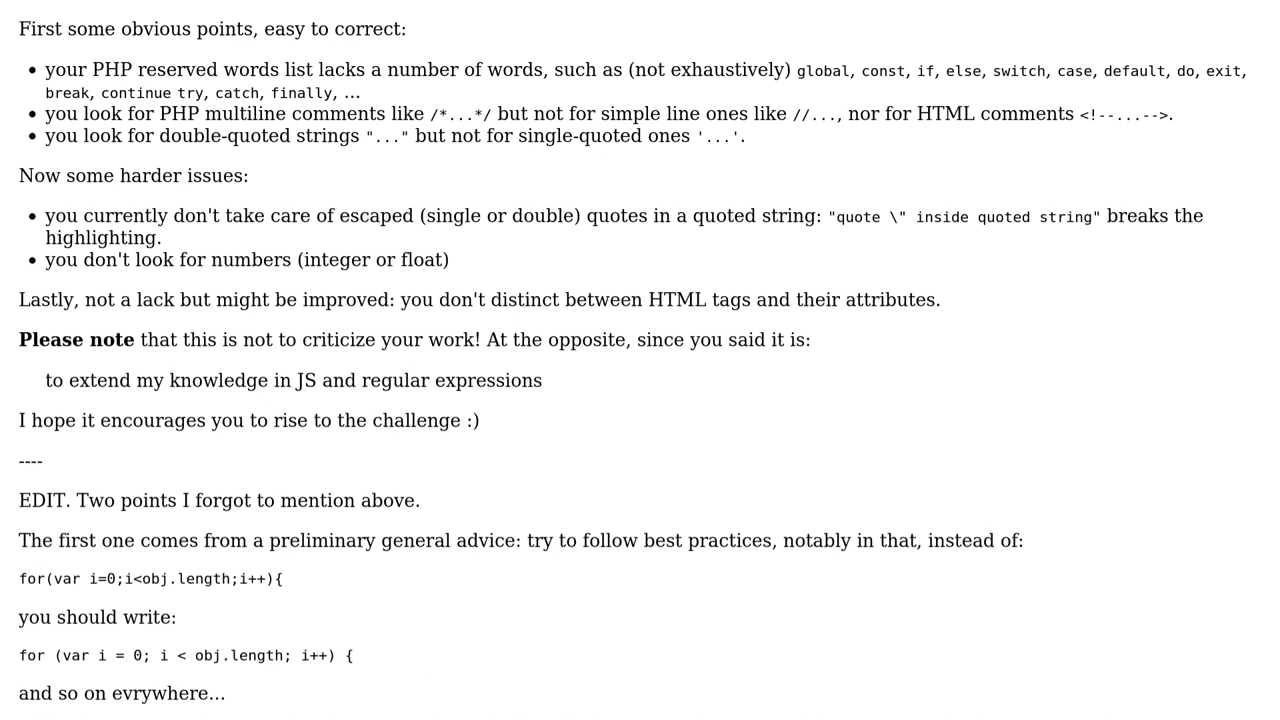 First some obvious points, easy to correct:
• your PHP reserved words list lacks a number of words, such as (not exhaustively) global, const, if, else, switch, case, default, do, exit,
break, continue try, catch, finally, ...
• you look for PHP multiline comments like /*...*/ but not for simple line ones like //..., nor for HTML comments <!--...-->.
• you look for double-quoted strings "..." but not for single-quoted ones '...'.
Now some harder issues:
• you currently don't take care of escaped (single or double) quotes in a quoted string: "quote \" inside quoted string" breaks the
highlighting.
• you don't look for numbers (integer or float)
Lastly, not a lack but might be improved: you don't distinct between HTML tags and their attributes.
Please note that this is not to criticize your work! At the opposite, since you said it is:
to extend my knowledge in JS and regular expressions
I hope it encourages you to rise to the challenge :)
----
EDIT. Two points I forgot to mention above.
The first one comes from a preliminary general advice: try to follow best practices, notably in that, instead of:
for(var i=0;i<obj.length;i++){
you should write:
for (var i = 0; i < obj.length; i++) {
and so on evrywhere...